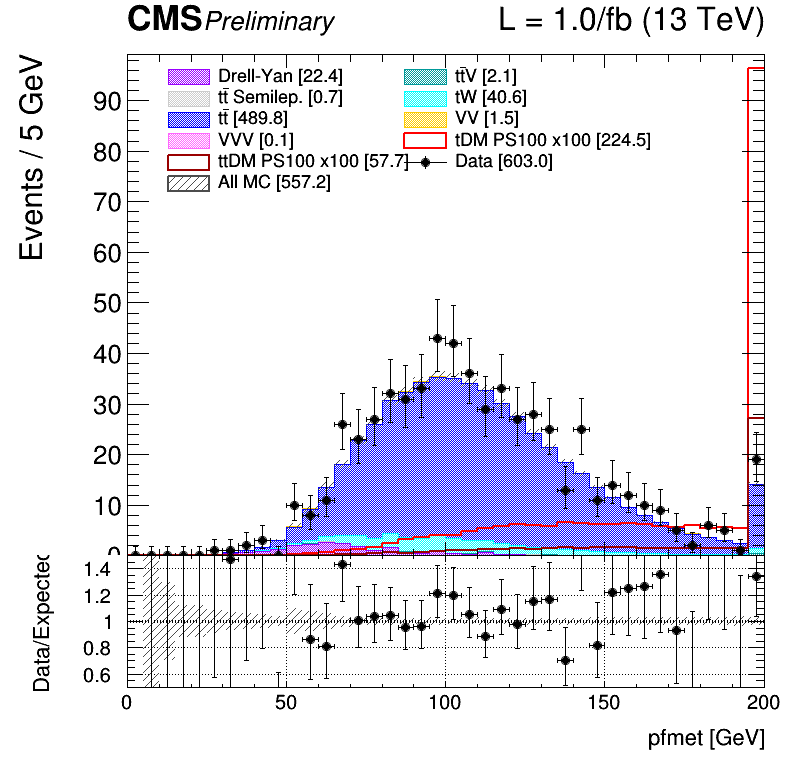 CMS Preliminary L = 1.0/fb (13 TeV)
Events / 5 GeV
Drell-Yan [22.4]
tt̄ Semilep. [0.7]
tt̄ [489.8]
VVV [0.1]
ttDM PS100 x100 [57.7]
All MC [557.2]
tt̄V [2.1]
tW [40.6]
VV [1.5]
tDM PS100 x100 [224.5]
Data [603.0]
90
80
70
60
50
40
30
20
10
0
Data/Expected
1.4
1.2
1
0.8
0.6
0 50 100 150 200
pfmet [GeV]